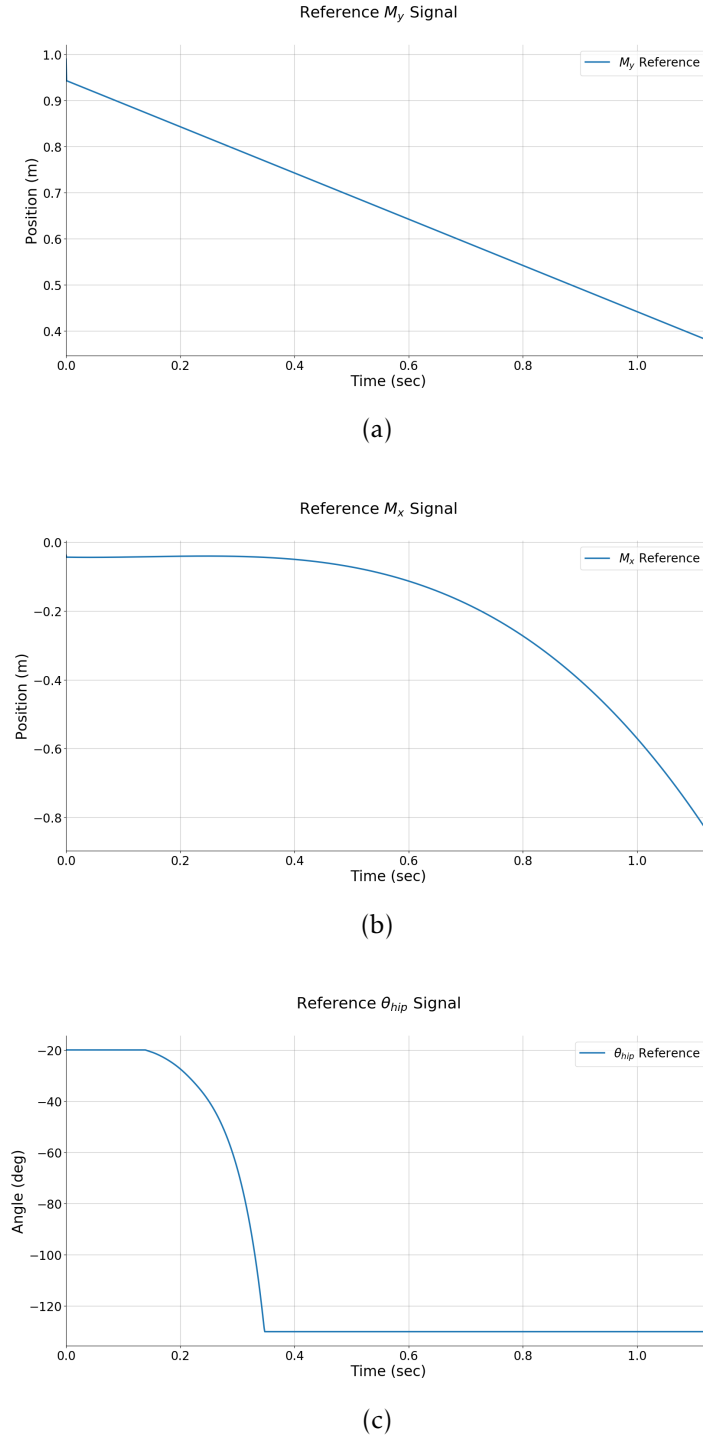 Reference M_y Signal
M_y Reference
1.0
0.9
0.8
0.7
0.6
0.5
0.4
Position (m)
0.0 0.2 0.4 0.6 0.8 1.0
Time (sec)
(a)
Reference M_x Signal
M_x Reference
0.0
−0.2
−0.4
−0.6
−0.8
Position (m)
0.0 0.2 0.4 0.6 0.8 1.0
Time (sec)
(b)
Reference θ_hip Signal
θ_hip Reference
−20
−40
−60
−80
−100
−120
Angle (deg)
0.0 0.2 0.4 0.6 0.8 1.0
Time (sec)
(c)